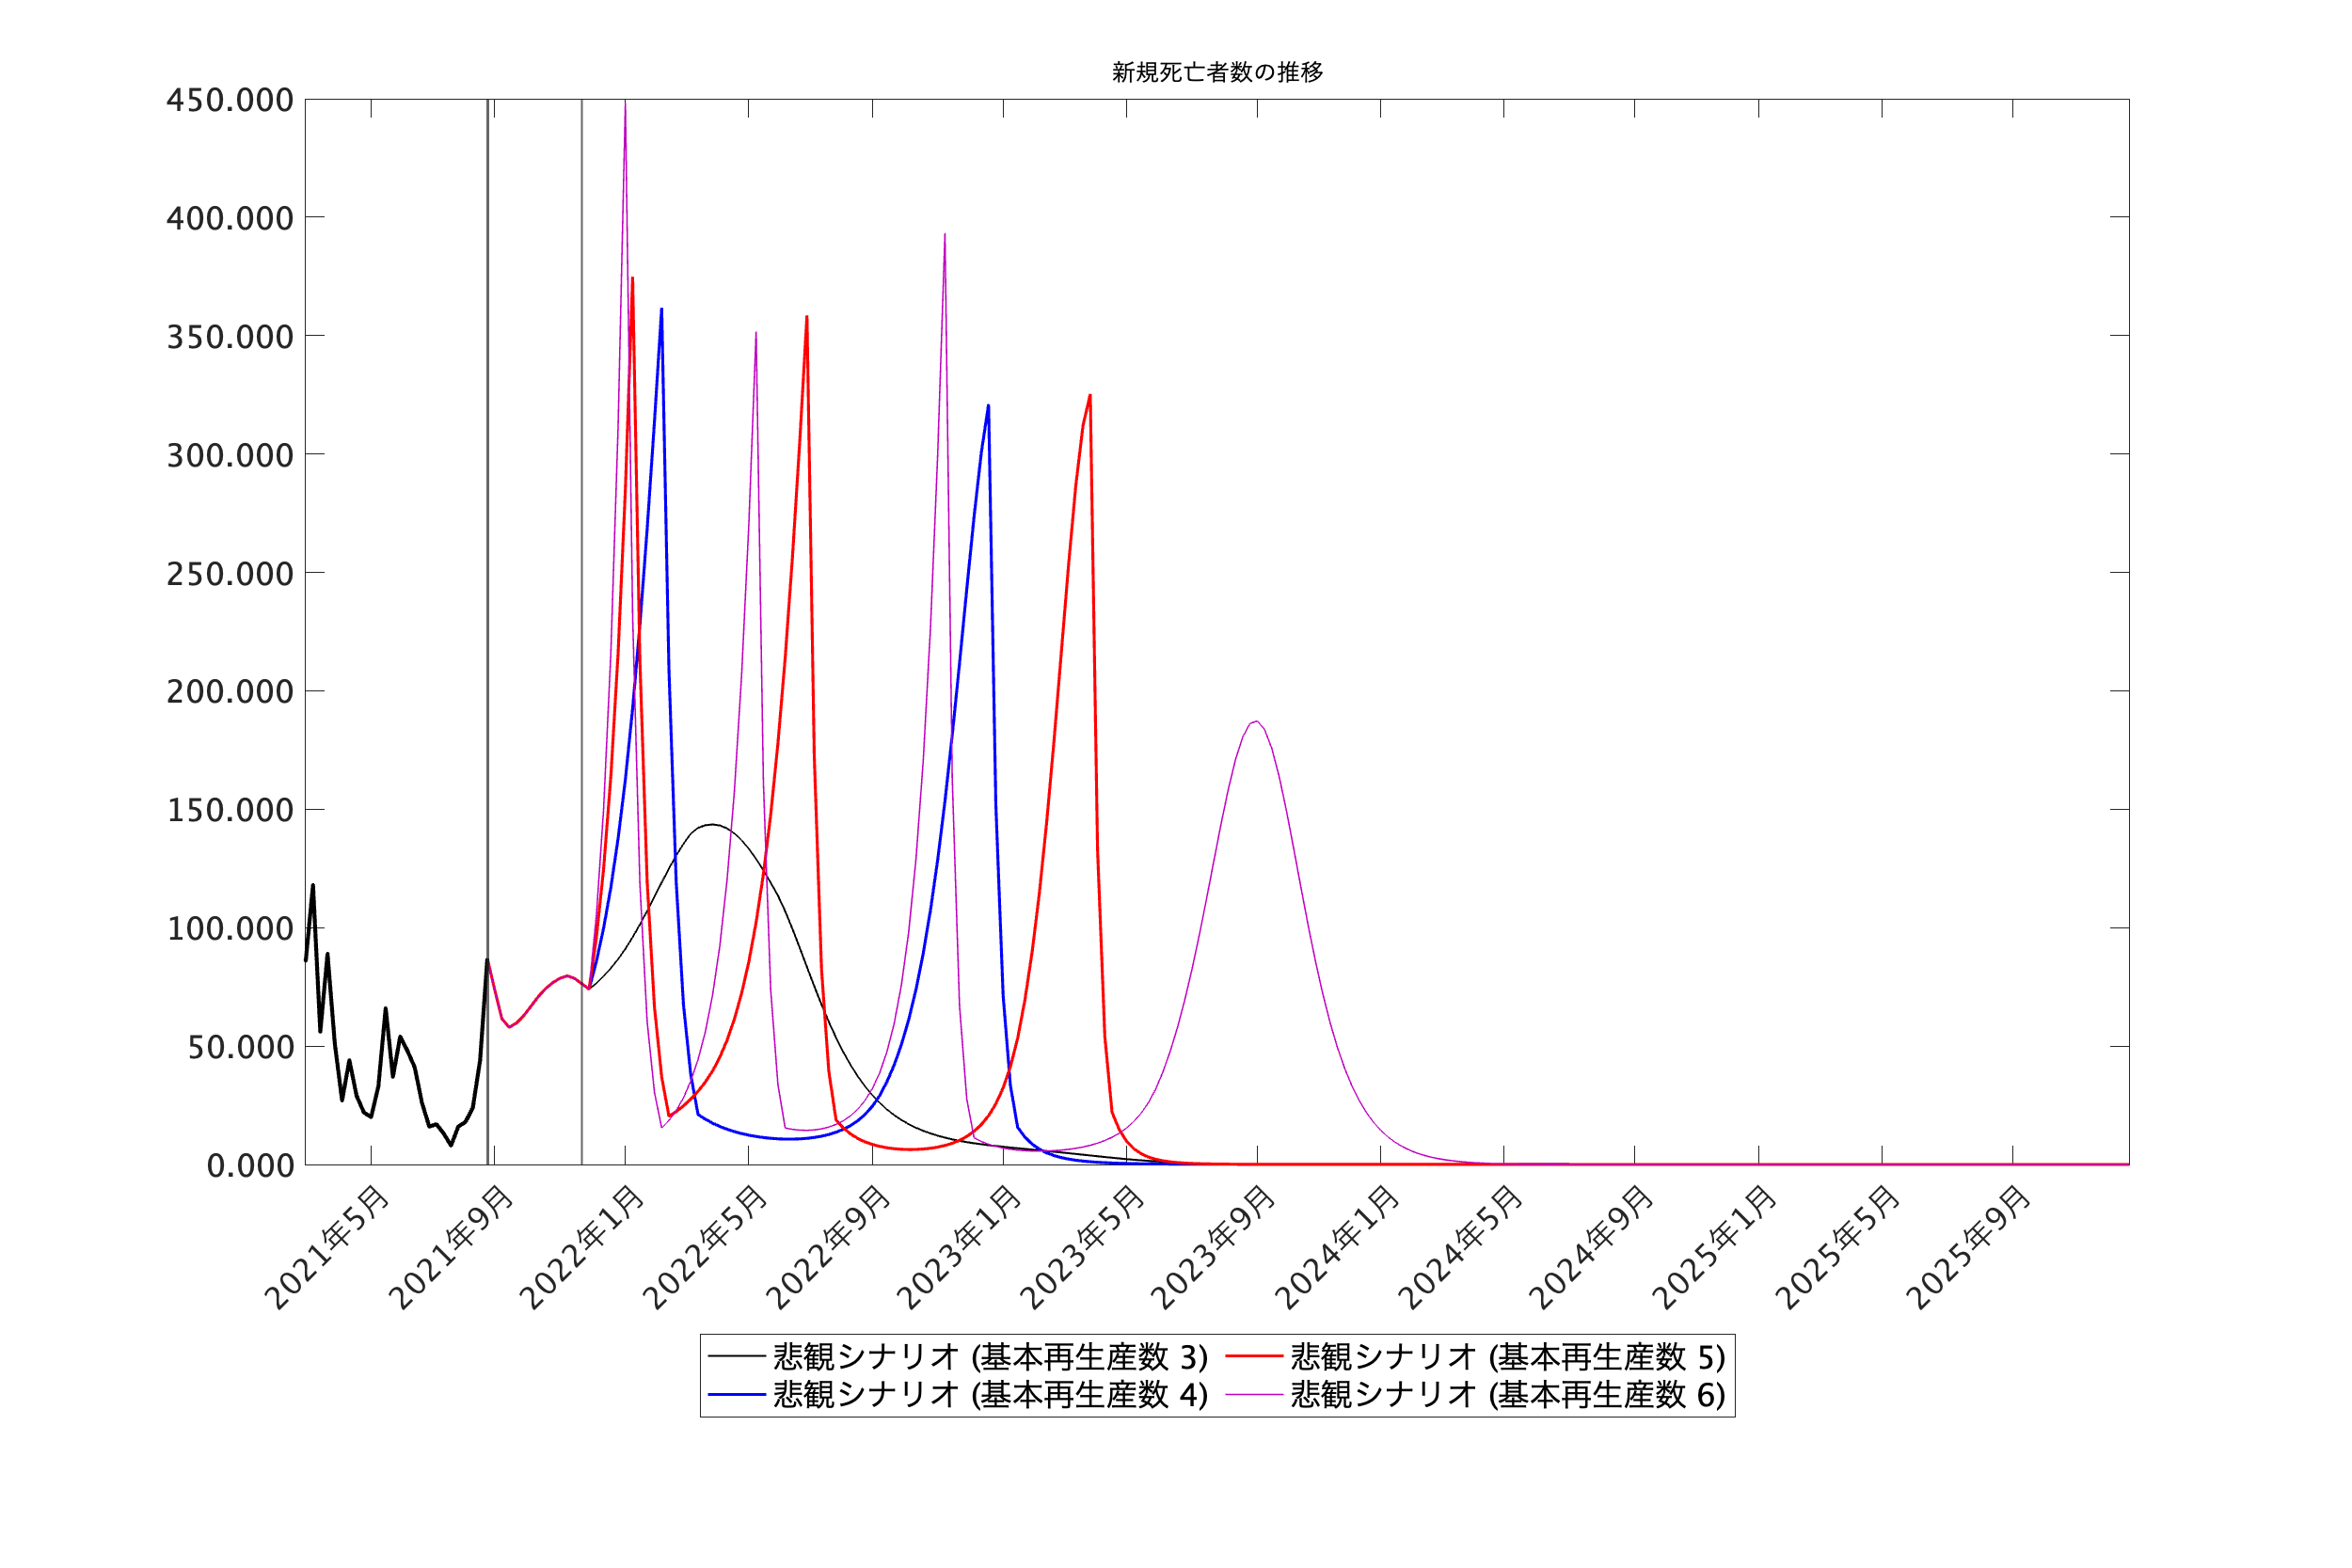 新規死亡者数の推移
450.000
400.000
350.000
300.000
250.000
200.000
150.000
100.000
50.000
0.000
2021年5月
2021年9月
2022年1月
2022年5月
2022年9月
2023年1月
2023年5月
2023年9月
2024年1月
2024年5月
2024年9月
2025年1月
2025年5月
2025年9月
悲観シナリオ (基本再生産数 3)
悲観シナリオ (基本再生産数 5)
悲観シナリオ (基本再生産数 4)
悲観シナリオ (基本再生産数 6)